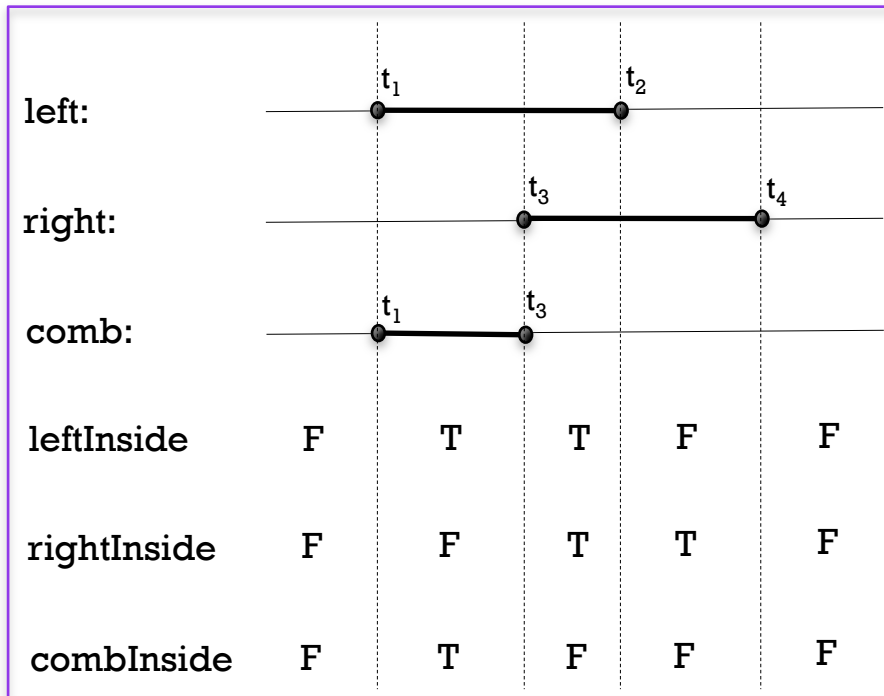 left: t₁ t₂
right: t₃ t₄
comb: t₁ t₃
leftInside F T T F F
rightInside F F T T F
combInside F T F F F